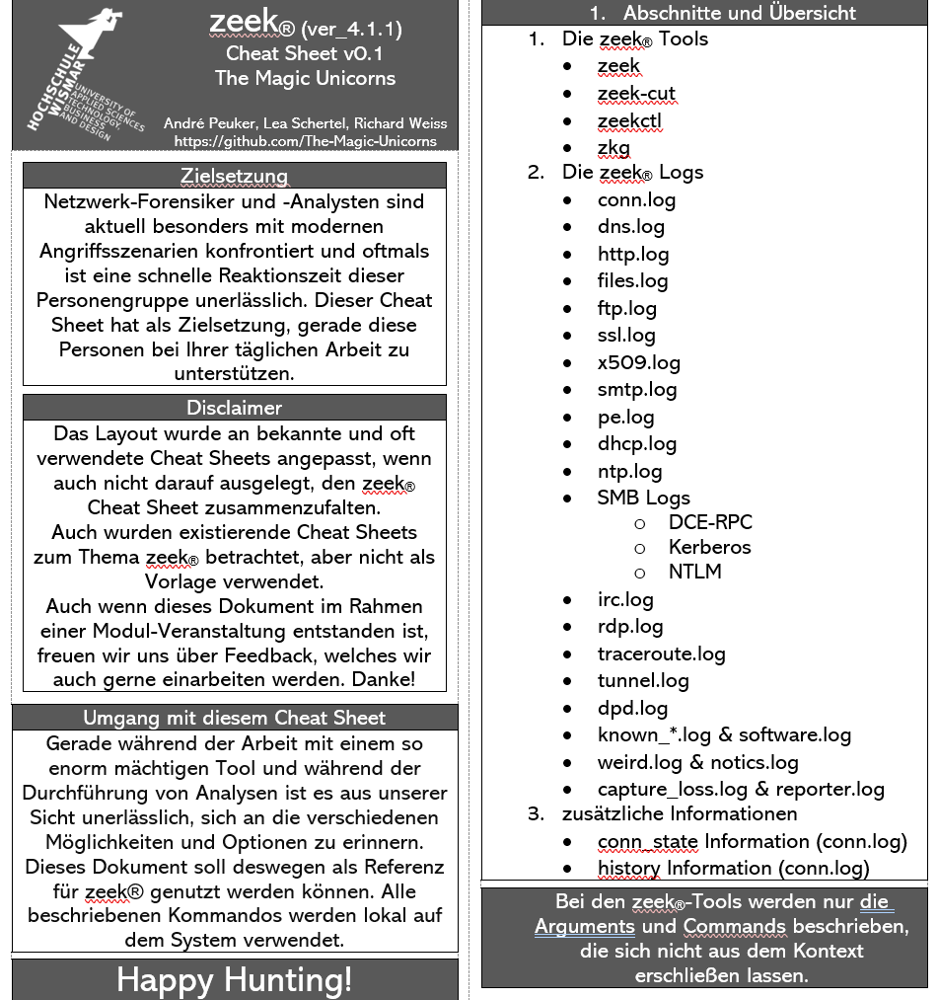 HOCHSCHULE
WISMAR
UNIVERSITY OF
APPLIED SCIENCES
TECHNOLOGY,
BUSINESS
AND DESIGN
zeek® (ver_4.1.1)
Cheat Sheet v0.1
The Magic Unicorns
André Peuker, Lea Schertel, Richard Weiss
https://github.com/The-Magic-Unicorns
Zielsetzung
Netzwerk-Forensiker und -Analysten sind
aktuell besonders mit modernen
Angriffsszenarien konfrontiert und oftmals
ist eine schnelle Reaktionszeit dieser
Personengruppe unerlässlich. Dieser Cheat
Sheet hat als Zielsetzung, gerade diese
Personen bei Ihrer täglichen Arbeit zu
unterstützen.
Disclaimer
Das Layout wurde an bekannte und oft
verwendete Cheat Sheets angepasst, wenn
auch nicht darauf ausgelegt, den zeek®
Cheat Sheet zusammenzufalten.
Auch wurden existierende Cheat Sheets
zum Thema zeek® betrachtet, aber nicht als
Vorlage verwendet.
Auch wenn dieses Dokument im Rahmen
einer Modul-Veranstaltung entstanden ist,
freuen wir uns über Feedback, welches wir
auch gerne einarbeiten werden. Danke!
Umgang mit diesem Cheat Sheet
Gerade während der Arbeit mit einem so
enorm mächtigen Tool und während der
Durchführung von Analysen ist es aus unserer
Sicht unerlässlich, sich an die verschiedenen
Möglichkeiten und Optionen zu erinnern.
Dieses Dokument soll deswegen als Referenz
für zeek® genutzt werden können. Alle
beschriebenen Kommandos werden lokal auf
dem System verwendet.
Happy Hunting!
1. Abschnitte und Übersicht
1. Die zeek® Tools
• zeek
• zeek-cut
• zeekctl
• zkg
2. Die zeek® Logs
• conn.log
• dns.log
• http.log
• files.log
• ftp.log
• ssl.log
• x509.log
• smtp.log
• pe.log
• dhcp.log
• ntp.log
• SMB Logs
o DCE-RPC
o Kerberos
o NTLM
• irc.log
• rdp.log
• traceroute.log
• tunnel.log
• dpd.log
• known_*.log & software.log
• weird.log & notics.log
• capture_loss.log & reporter.log
3. zusätzliche Informationen
• conn_state Information (conn.log)
• history Information (conn.log)
Bei den zeek®-Tools werden nur die
Arguments und Commands beschrieben,
die sich nicht aus dem Kontext
erschließen lassen.